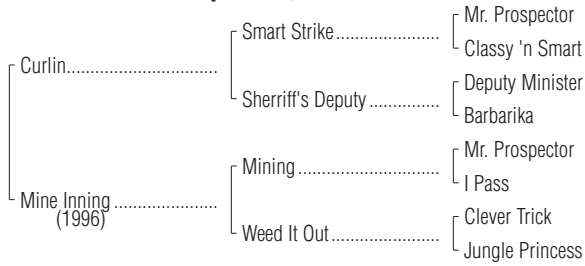 Mr. Prospector
Smart Strike
Classy 'n Smart
Curlin
Deputy Minister
Sherriff's Deputy
Barbarika
Mr. Prospector
Mining
I Pass
Mine Inning
(1996)
Clever Trick
Weed It Out
Jungle Princess